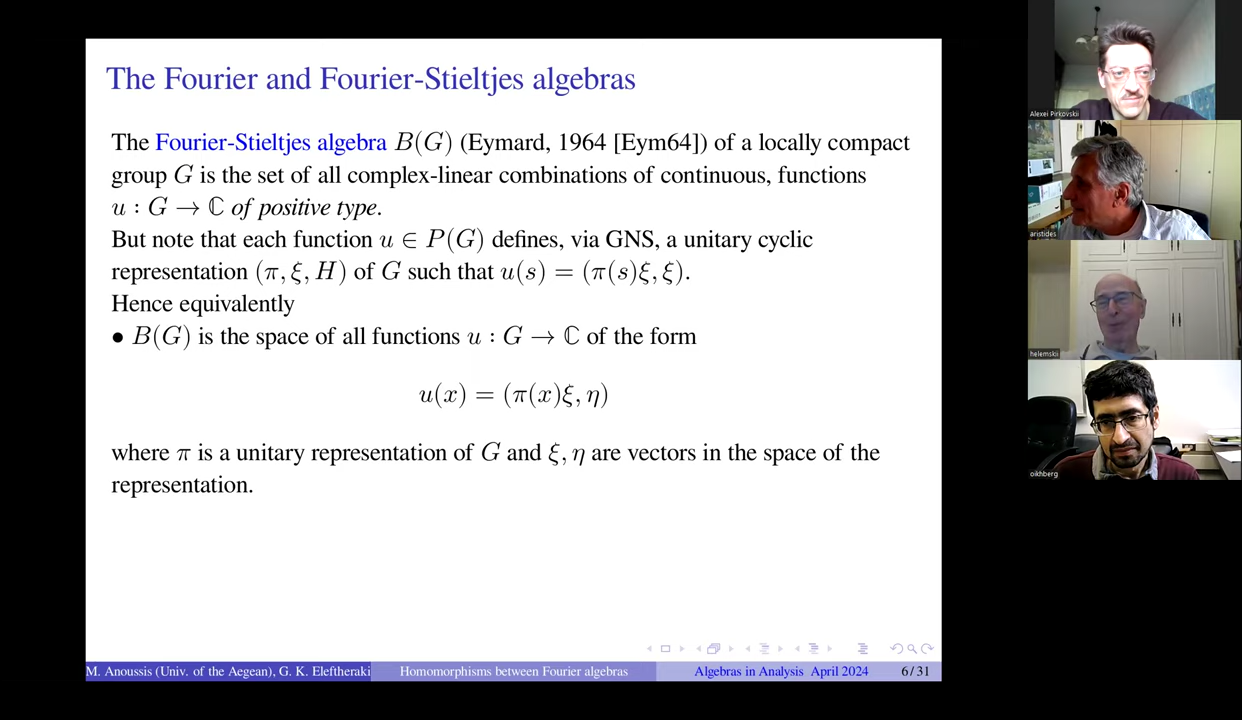 The Fourier and Fourier-Stieltjes algebras
The Fourier-Stieltjes algebra B(G) (Eymard, 1964 [Eym64]) of a locally compact
group G is the set of all complex-linear combinations of continuous, functions
u : G → ℂ of positive type.
But note that each function u ∈ P(G) defines, via GNS, a unitary cyclic
representation (π, ξ, H) of G such that u(s) = (π(s)ξ, ξ).
Hence equivalently
• B(G) is the space of all functions u : G → ℂ of the form
u(x) = (π(x)ξ, η)
where π is a unitary representation of G and ξ, η are vectors in the space of the
representation.
M. Anoussis (Univ. of the Aegean), G. K. Eleftheraki
Homomorphisms between Fourier algebras
Algebras in Analysis April 2024
6 / 31
Alexei Pirkovskii
aristides
helemskii
oikhberg